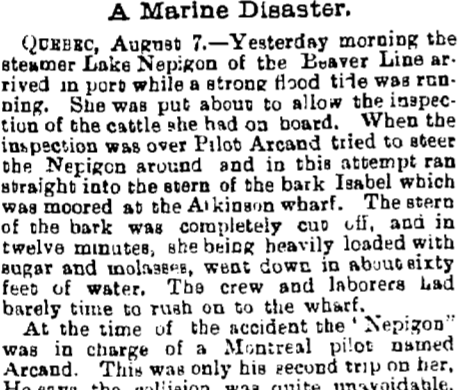 A Marine Disaster.
QUEBEC, August 7.—Yesterday morning the
steamer Lake Nepigon of the Beaver Line ar-
rived in port while a strong flood tide was run-
ning. She was put about to allow the inspec-
tion of the cattle she had on board. When the
inspection was over Pilot Arcand tried to steer
the Nepigon around and in this attempt ran
straight into the stern of the bark Isabel which
was moored at the Atkinson wharf. The stern
of the bark was completely cut off, and in
twelve minutes, she being heavily loaded with
sugar and molasses, went down in about sixty
feet of water. The crew and laborers had
barely time to rush on to the wharf.
At the time of the accident the 'Nepigon"
was in charge of a Montreal pilot named
Arcand. This was only his second trip on her.
He says the collision was quite unavoidable.